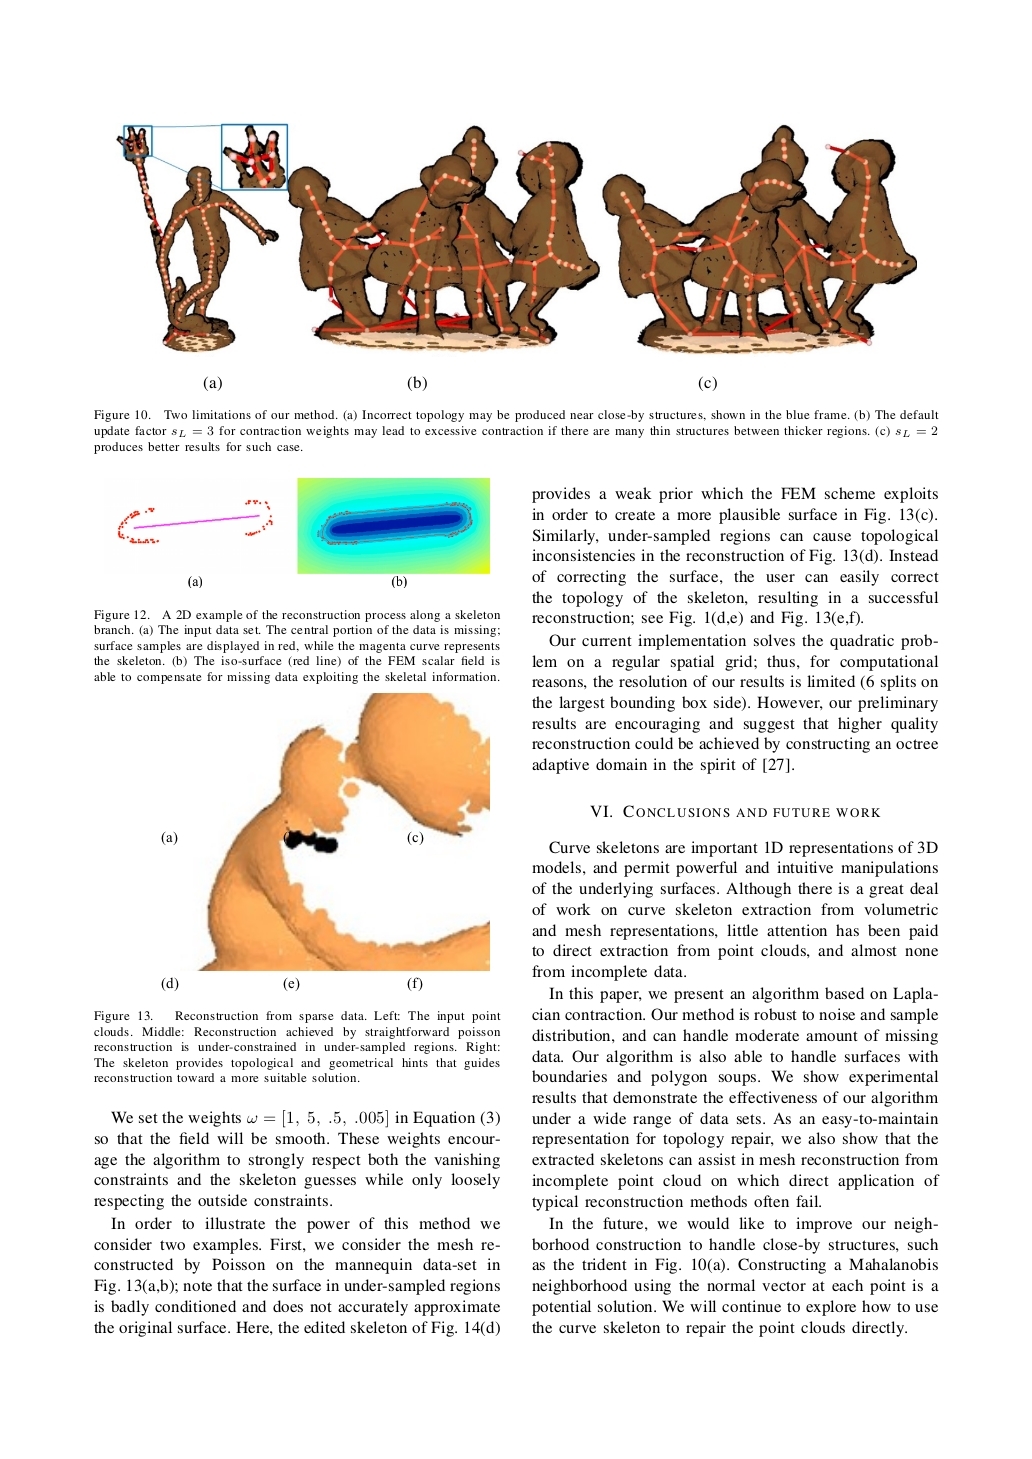 (a)
(b)
(c)
Figure 10. Two limitations of our method. (a) Incorrect topology may be produced near close-by structures, shown in the blue frame. (b) The default
update factor s_L = 3 for contraction weights may lead to excessive contraction if there are many thin structures between thicker regions. (c) s_L = 2
produces better results for such case.
(a)
(b)
Figure 12. A 2D example of the reconstruction process along a skeleton
branch. (a) The input data set. The central portion of the data is missing;
surface samples are displayed in red, while the magenta curve represents
the skeleton. (b) The iso-surface (red line) of the FEM scalar field is
able to compensate for missing data exploiting the skeletal information.
(a)
(c)
(d)
(e)
(f)
Figure 13. Reconstruction from sparse data. Left: The input point
clouds. Middle: Reconstruction achieved by straightforward poisson
reconstruction is under-constrained in under-sampled regions. Right:
The skeleton provides topological and geometrical hints that guides
reconstruction toward a more suitable solution.
We set the weights ω = [1, 5, .5, .005] in Equation (3)
so that the field will be smooth. These weights encour-
age the algorithm to strongly respect both the vanishing
constraints and the skeleton guesses while only loosely
respecting the outside constraints.
In order to illustrate the power of this method we
consider two examples. First, we consider the mesh re-
constructed by Poisson on the mannequin data-set in
Fig. 13(a,b); note that the surface in under-sampled regions
is badly conditioned and does not accurately approximate
the original surface. Here, the edited skeleton of Fig. 14(d)
provides a weak prior which the FEM scheme exploits
in order to create a more plausible surface in Fig. 13(c).
Similarly, under-sampled regions can cause topological
inconsistencies in the reconstruction of Fig. 13(d). Instead
of correcting the surface, the user can easily correct
the topology of the skeleton, resulting in a successful
reconstruction; see Fig. 1(d,e) and Fig. 13(e,f).
Our current implementation solves the quadratic prob-
lem on a regular spatial grid; thus, for computational
reasons, the resolution of our results is limited (6 splits on
the largest bounding box side). However, our preliminary
results are encouraging and suggest that higher quality
reconstruction could be achieved by constructing an octree
adaptive domain in the spirit of [27].
VI. CONCLUSIONS AND FUTURE WORK
Curve skeletons are important 1D representations of 3D
models, and permit powerful and intuitive manipulations
of the underlying surfaces. Although there is a great deal
of work on curve skeleton extraction from volumetric
and mesh representations, little attention has been paid
to direct extraction from point clouds, and almost none
from incomplete data.
In this paper, we present an algorithm based on Lapla-
cian contraction. Our method is robust to noise and sample
distribution, and can handle moderate amount of missing
data. Our algorithm is also able to handle surfaces with
boundaries and polygon soups. We show experimental
results that demonstrate the effectiveness of our algorithm
under a wide range of data sets. As an easy-to-maintain
representation for topology repair, we also show that the
extracted skeletons can assist in mesh reconstruction from
incomplete point cloud on which direct application of
typical reconstruction methods often fail.
In the future, we would like to improve our neigh-
borhood construction to handle close-by structures, such
as the trident in Fig. 10(a). Constructing a Mahalanobis
neighborhood using the normal vector at each point is a
potential solution. We will continue to explore how to use
the curve skeleton to repair the point clouds directly.